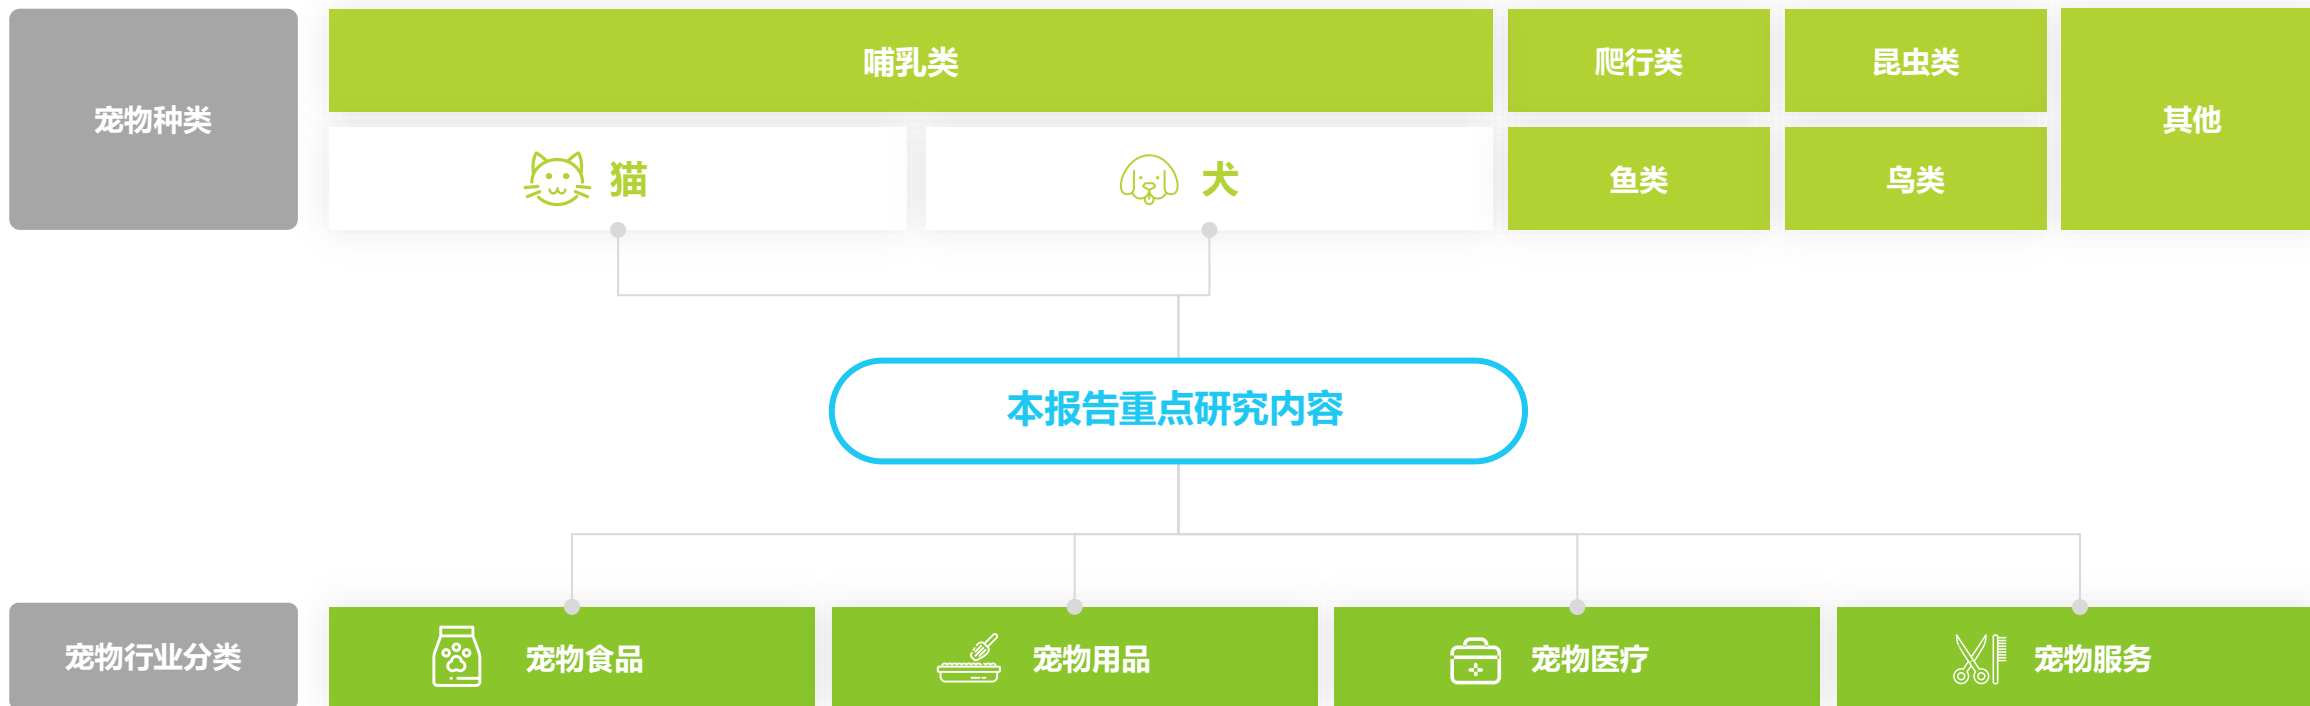 宠物种类
哺乳类
爬行类
昆虫类
其他
猫
犬
鱼类
鸟类
本报告重点研究内容
宠物行业分类
宠物食品
宠物用品
宠物医疗
宠物服务